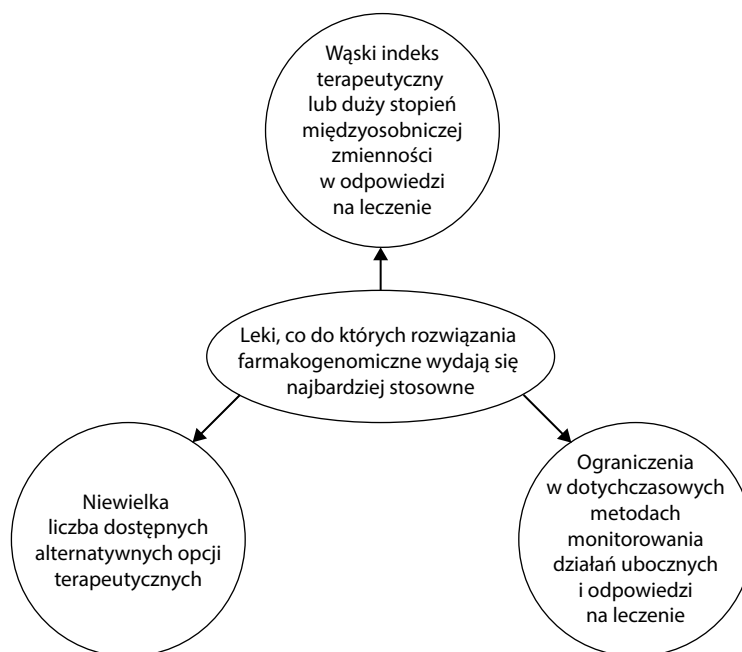 Wąski indeks
terapeutyczny
lub duży stopień
międzyosobniczej
zmienności
w odpowiedzi
na leczenie
Leki, co do których rozwiązania
farmakogenomiczne wydają się
najbardziej stosowne
Niewielka
liczba dostępnych
alternatywnych opcji
terapeutycznych
Ograniczenia
w dotychczasowych
metodach
monitorowania
działań ubocznych
i odpowiedzi
na leczenie